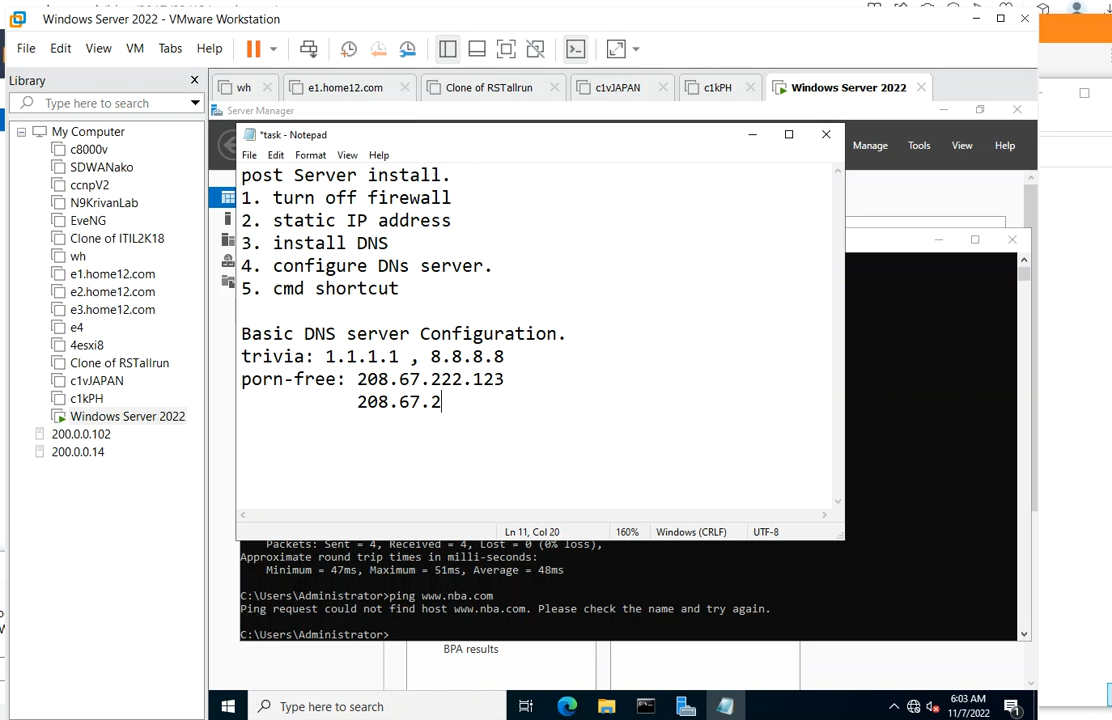 Windows Server 2022 - VMware Workstation
File Edit View VM Tabs Help
Library
Type here to search
My Computer
c8000v
SDWANako
ccnpV2
N9KrivanLab
EveNG
Clone of ITIL2K18
wh
e1.home12.com
e2.home12.com
e3.home12.com
e4
4esxi8
Clone of RSTallrun
c1vJAPAN
c1kPH
Windows Server 2022
200.0.0.102
200.0.0.14
wh
e1.home12.com
Clone of RSTallrun
c1vJAPAN
c1kPH
Windows Server 2022
Server Manager
Manage Tools View Help
*task - Notepad
File Edit Format View Help
post Server install.
1. turn off firewall
2. static IP address
3. install DNS
4. configure DNs server.
5. cmd shortcut
Basic DNS server Configuration.
trivia: 1.1.1.1 , 8.8.8.8
porn-free: 208.67.222.123
208.67.2
Ln 11, Col 20 160% Windows (CRLF) UTF-8
Packets: Sent = 4, Received = 4, Lost = 0 (0% loss),
Approximate round trip times in milli-seconds:
Minimum = 47ms, Maximum = 51ms, Average = 48ms
C:\Users\Administrator>ping www.nba.com
Ping request could not find host www.nba.com. Please check the name and try again.
C:\Users\Administrator>
BPA results
Type here to search
6:03 AM
11/7/2022
1